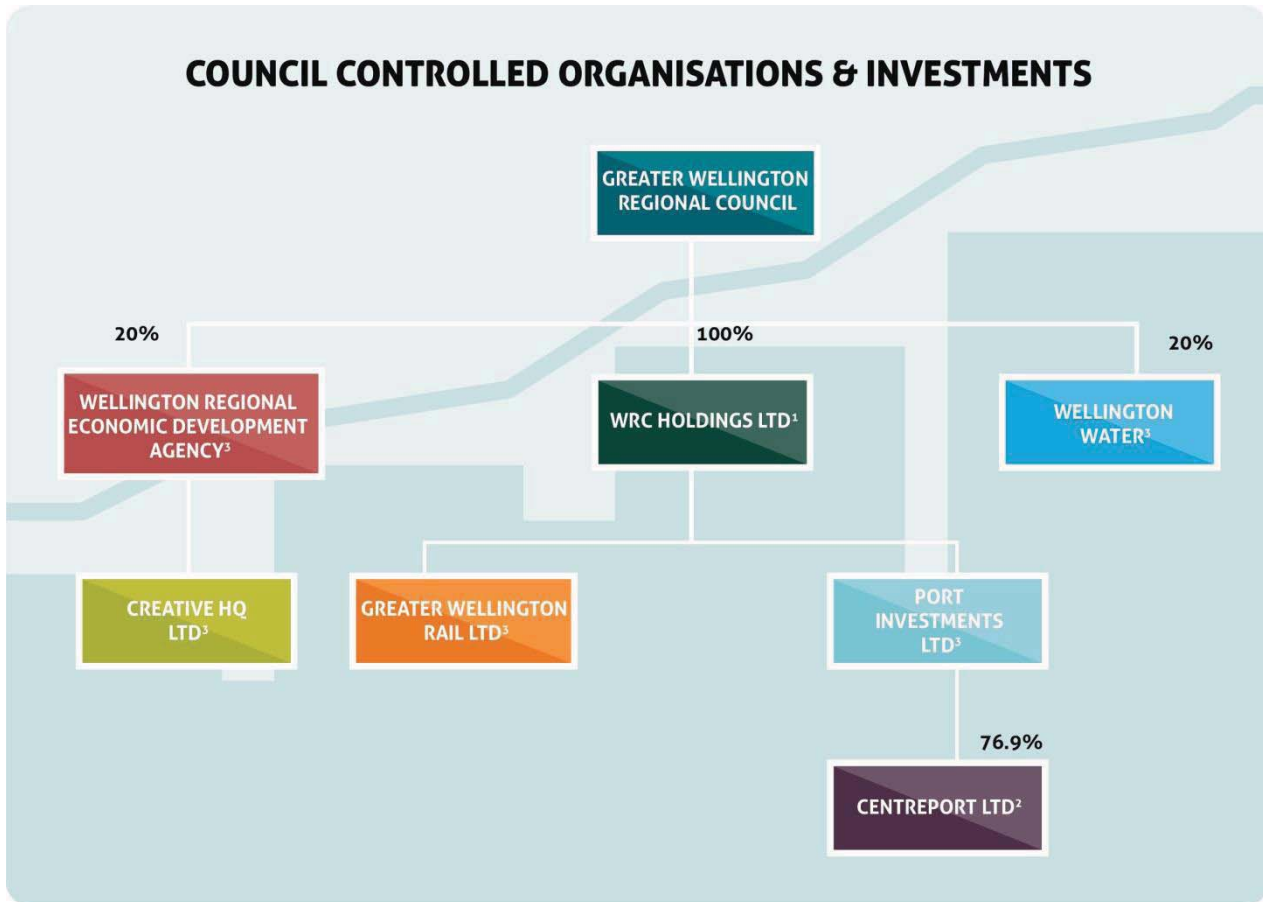 COUNCIL CONTROLLED ORGANISATIONS & INVESTMENTS
GREATER WELLINGTON
REGIONAL COUNCIL
20%
100%
20%
WELLINGTON REGIONAL
ECONOMIC DEVELOPMENT
AGENCY³
WRC HOLDINGS LTD¹
WELLINGTON
WATER³
CREATIVE HQ
LTD³
GREATER WELLINGTON
RAIL LTD³
PORT
INVESTMENTS
LTD³
76.9%
CENTREPORT LTD²